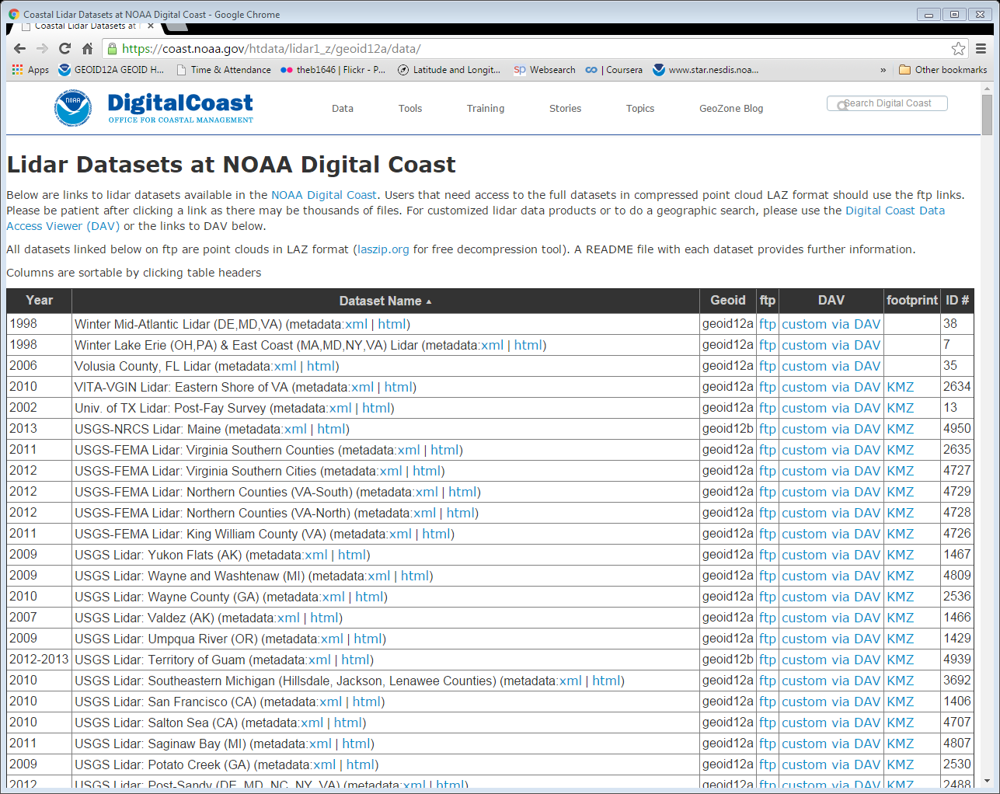 Coastal Lidar Datasets at NOAA Digital Coast - Google Chrome
Coastal Lidar Datasets at
https://coast.noaa.gov/htdata/lidar1_z/geoid12a/data/
Apps GEOID12A GEOID H... Time & Attendance theb1646 | Flickr - P... Latitude and Longit... sp Websearch | Coursera www.star.nesdis.noa... » Other bookmarks
NOAA DigitalCoast
OFFICE FOR COASTAL MANAGEMENT
Data Tools Training Stories Topics GeoZone Blog Search Digital Coast
Lidar Datasets at NOAA Digital Coast
Below are links to lidar datasets available in the NOAA Digital Coast. Users that need access to the full datasets in compressed point cloud LAZ format should use the ftp links.
Please be patient after clicking a link as there may be thousands of files. For customized lidar data products or to do a geographic search, please use the Digital Coast Data
Access Viewer (DAV) or the links to DAV below.
All datasets linked below on ftp are point clouds in LAZ format (laszip.org for free decompression tool). A README file with each dataset provides further information.
Columns are sortable by clicking table headers
Year Dataset Name Geoid ftp DAV footprint ID #
1998 Winter Mid-Atlantic Lidar (DE,MD,VA) (metadata:xml | html) geoid12a ftp custom via DAV 38
1998 Winter Lake Erie (OH,PA) & East Coast (MA,MD,NY,VA) Lidar (metadata:xml | html) geoid12a ftp custom via DAV 7
2006 Volusia County, FL Lidar (metadata:xml | html) geoid12a ftp custom via DAV 35
2010 VITA-VGIN Lidar: Eastern Shore of VA (metadata:xml | html) geoid12a ftp custom via DAV KMZ 2634
2002 Univ. of TX Lidar: Post-Fay Survey (metadata:xml | html) geoid12a ftp custom via DAV KMZ 13
2013 USGS-NRCS Lidar: Maine (metadata:xml | html) geoid12b ftp custom via DAV KMZ 4950
2011 USGS-FEMA Lidar: Virginia Southern Counties (metadata:xml | html) geoid12a ftp custom via DAV KMZ 2635
2012 USGS-FEMA Lidar: Virginia Southern Cities (metadata:xml | html) geoid12a ftp custom via DAV KMZ 4727
2012 USGS-FEMA Lidar: Northern Counties (VA-South) (metadata:xml | html) geoid12a ftp custom via DAV KMZ 4729
2012 USGS-FEMA Lidar: Northern Counties (VA-North) (metadata:xml | html) geoid12a ftp custom via DAV KMZ 4728
2011 USGS-FEMA Lidar: King William County (VA) (metadata:xml | html) geoid12a ftp custom via DAV KMZ 4726
2009 USGS Lidar: Yukon Flats (AK) (metadata:xml | html) geoid12a ftp custom via DAV KMZ 1467
2009 USGS Lidar: Wayne and Washtenaw (MI) (metadata:xml | html) geoid12a ftp custom via DAV KMZ 4809
2010 USGS Lidar: Wayne County (GA) (metadata:xml | html) geoid12a ftp custom via DAV KMZ 2536
2007 USGS Lidar: Valdez (AK) (metadata:xml | html) geoid12a ftp custom via DAV KMZ 1466
2009 USGS Lidar: Umpqua River (OR) (metadata:xml | html) geoid12a ftp custom via DAV KMZ 1429
2012-2013 USGS Lidar: Territory of Guam (metadata:xml | html) geoid12b ftp custom via DAV KMZ 4939
2010 USGS Lidar: Southeastern Michigan (Hillsdale, Jackson, Lenawee Counties) (metadata:xml | html) geoid12a ftp custom via DAV KMZ 3692
2010 USGS Lidar: San Francisco (CA) (metadata:xml | html) geoid12a ftp custom via DAV KMZ 1406
2010 USGS Lidar: Salton Sea (CA) (metadata:xml | html) geoid12a ftp custom via DAV KMZ 4707
2011 USGS Lidar: Saginaw Bay (MI) (metadata:xml | html) geoid12a ftp custom via DAV KMZ 4807
2009 USGS Lidar: Potato Creek (GA) (metadata:xml | html) geoid12a ftp custom via DAV KMZ 2530
2012 USGS Lidar: Post-Sandy (DE, MD, NC, NY, VA) (metadata:xml | html) geoid12a ftp custom via DAV KMZ 2488